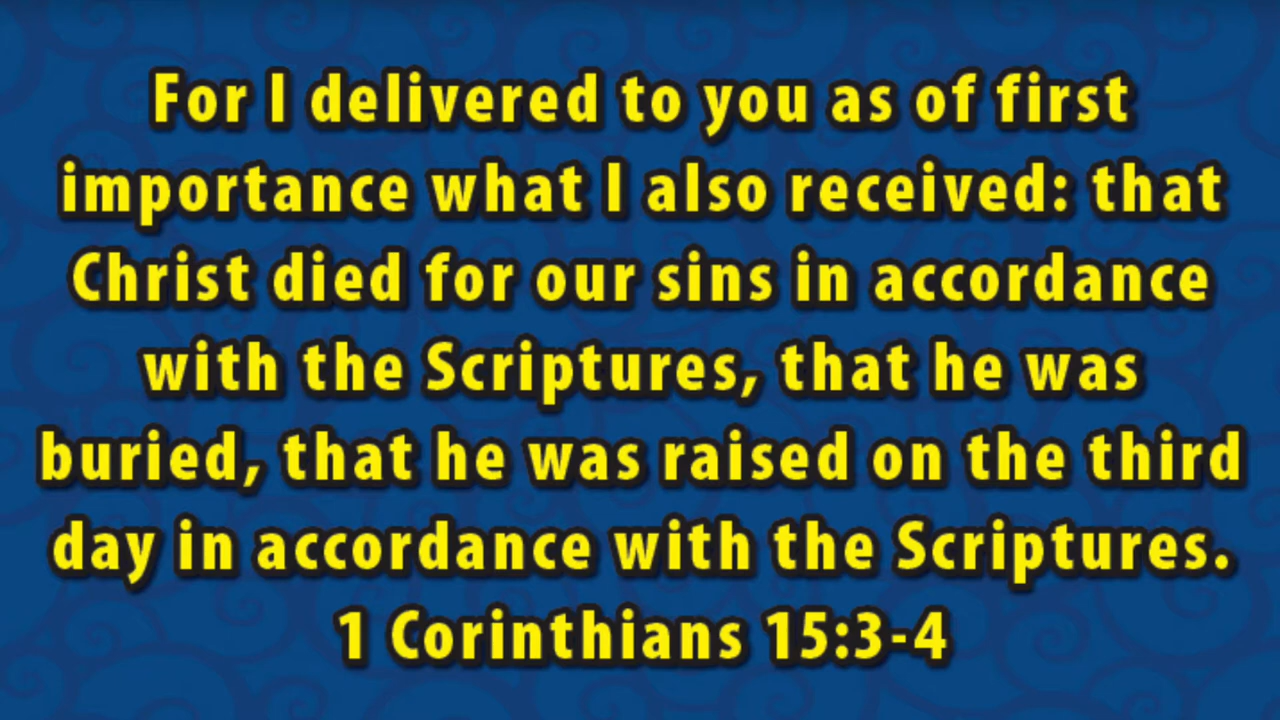 For I delivered to you as of first
importance what I also received: that
Christ died for our sins in accordance
with the Scriptures, that he was
buried, that he was raised on the third
day in accordance with the Scriptures.
1 Corinthians 15:3-4